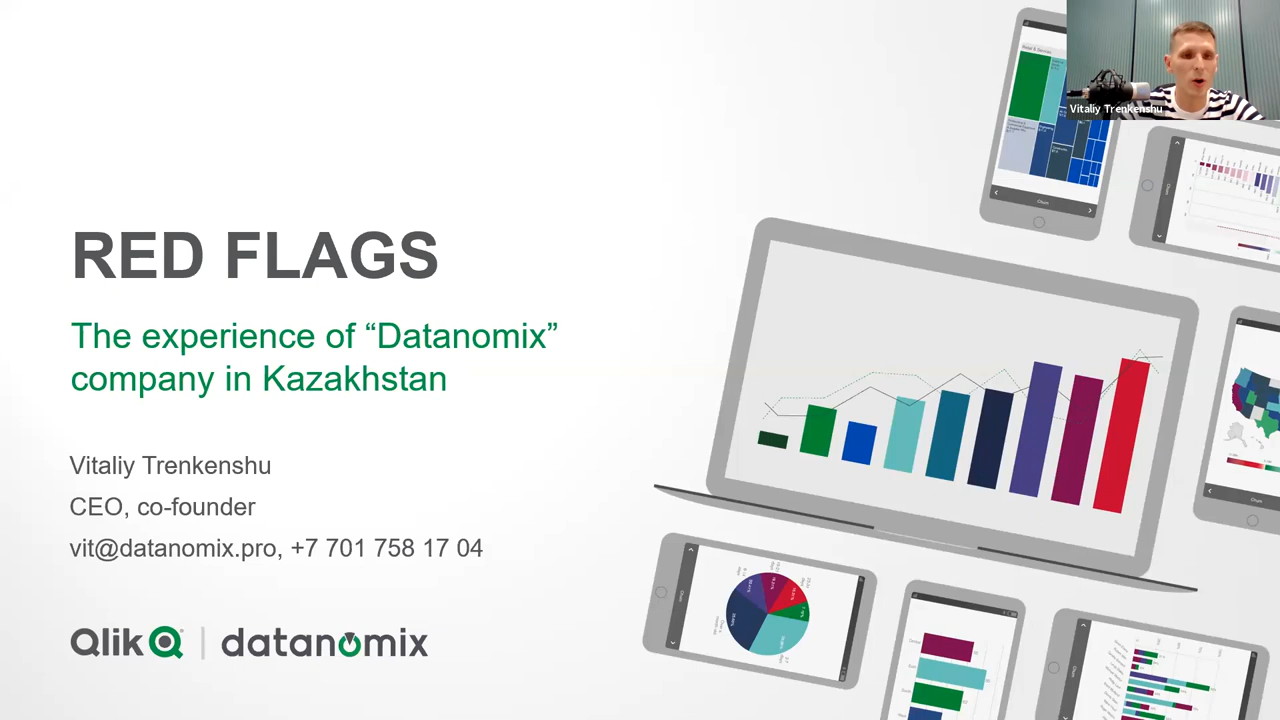 Vitaliy Trenkenshu
RED FLAGS
The experience of “Datanomix”
company in Kazakhstan
Vitaliy Trenkenshu
CEO, co-founder
vit@datanomix.pro, +7 701 758 17 04
Qlik | datanomix